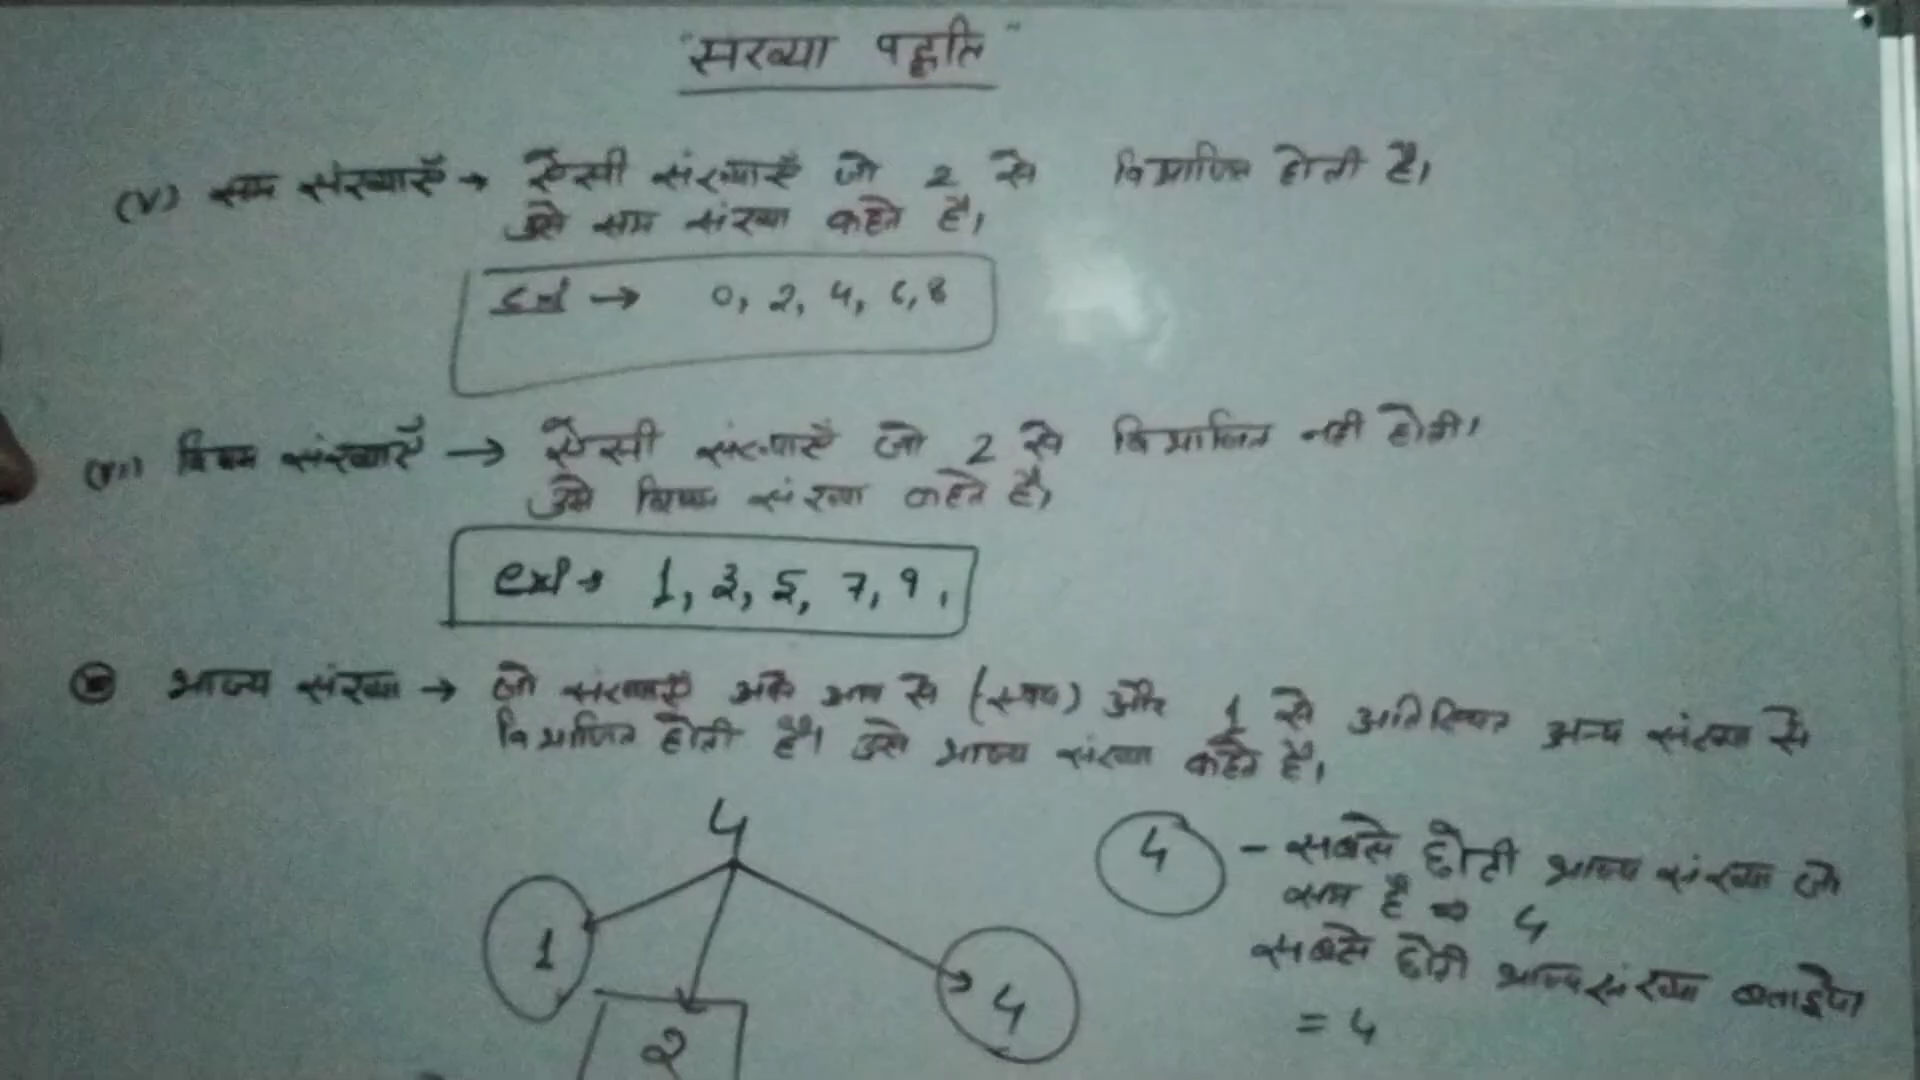 "सख्या पद्धति"
(v) सम संख्याएँ → ऐसी संख्याएँ जो 2 से विभाजित होती है।
उसे सम संख्या कहते है।
→ 0, 2, 4, 6, 8
(vi) विषम संख्याएँ → ऐसी संख्याएँ जो 2 से विभाजित नही होती।
उसे विषम संख्या कहते है।
exl → 1, 3, 5, 7, 9,
भाज्य संख्या → जो संख्याएँ अपने आप से (स्वयं) और 1 से अतिरिक्त अन्य संख्या से
विभाजित होती है। उसे भाज्य संख्या कहते है।
4
1
2
4
4 - सबसे छोटी भाज्य संख्या जो
सम है ⇒ 4
सबसे छोटी भाज्य संख्या बताइये।
= 4